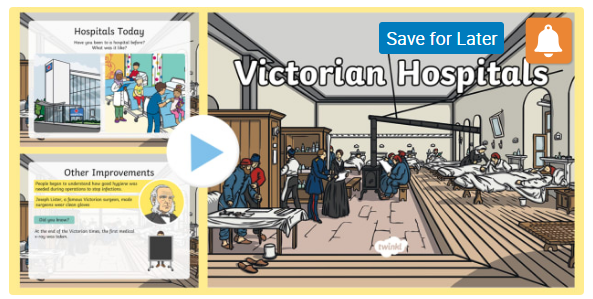 Hospitals Today
Have you been to a hospital before?
What was it like?
Save for Later
Victorian Hospitals
Other Improvements
People began to understand how good hygiene was
needed during operations to stop infections.
Joseph Lister, a famous Victorian surgeon, made
surgeons wear clean gloves.
Did you know?
At the end of the Victorian times, the first medical
x-ray was taken.
twinkl